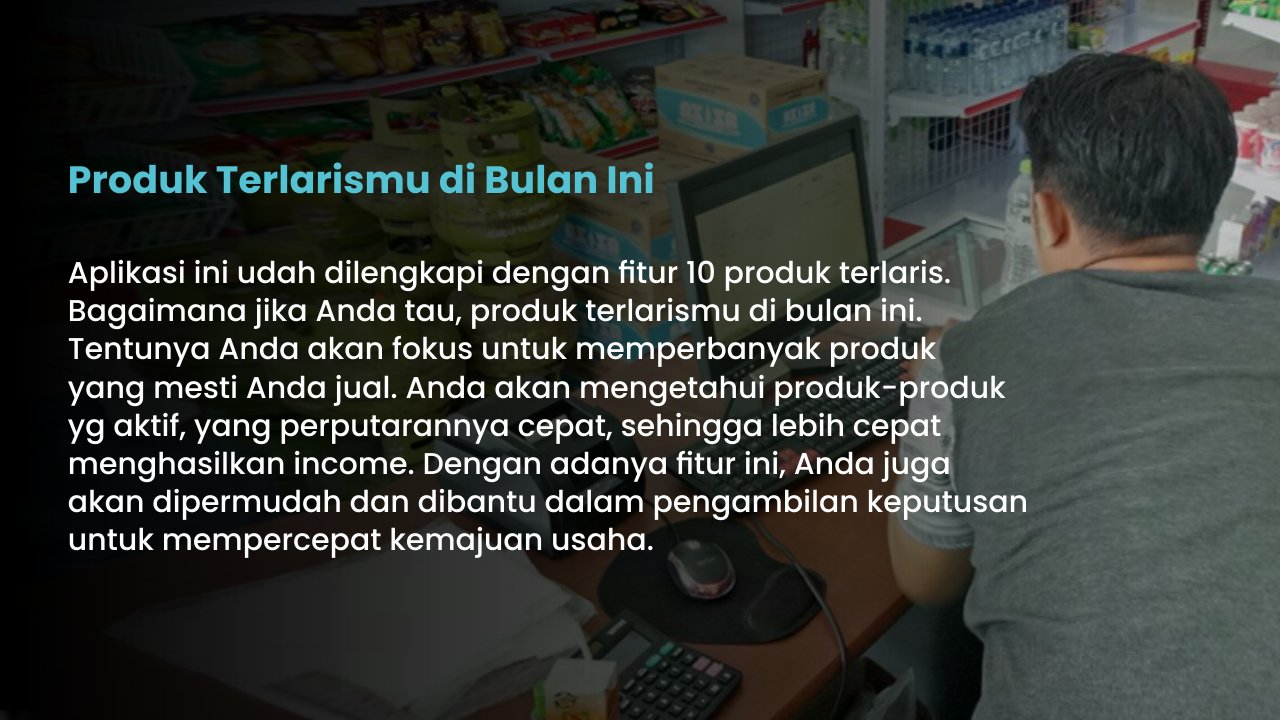 Produk Terlarismu di Bulan Ini
Aplikasi ini udah dilengkapi dengan fitur 10 produk terlaris.
Bagaimana jika Anda tau, produk terlarismu di bulan ini.
Tentunya Anda akan fokus untuk memperbanyak produk
yang mesti Anda jual. Anda akan mengetahui produk-produk
yg aktif, yang perputarannya cepat, sehingga lebih cepat
menghasilkan income. Dengan adanya fitur ini, Anda juga
akan dipermudah dan dibantu dalam pengambilan keputusan
untuk mempercepat kemajuan usaha.